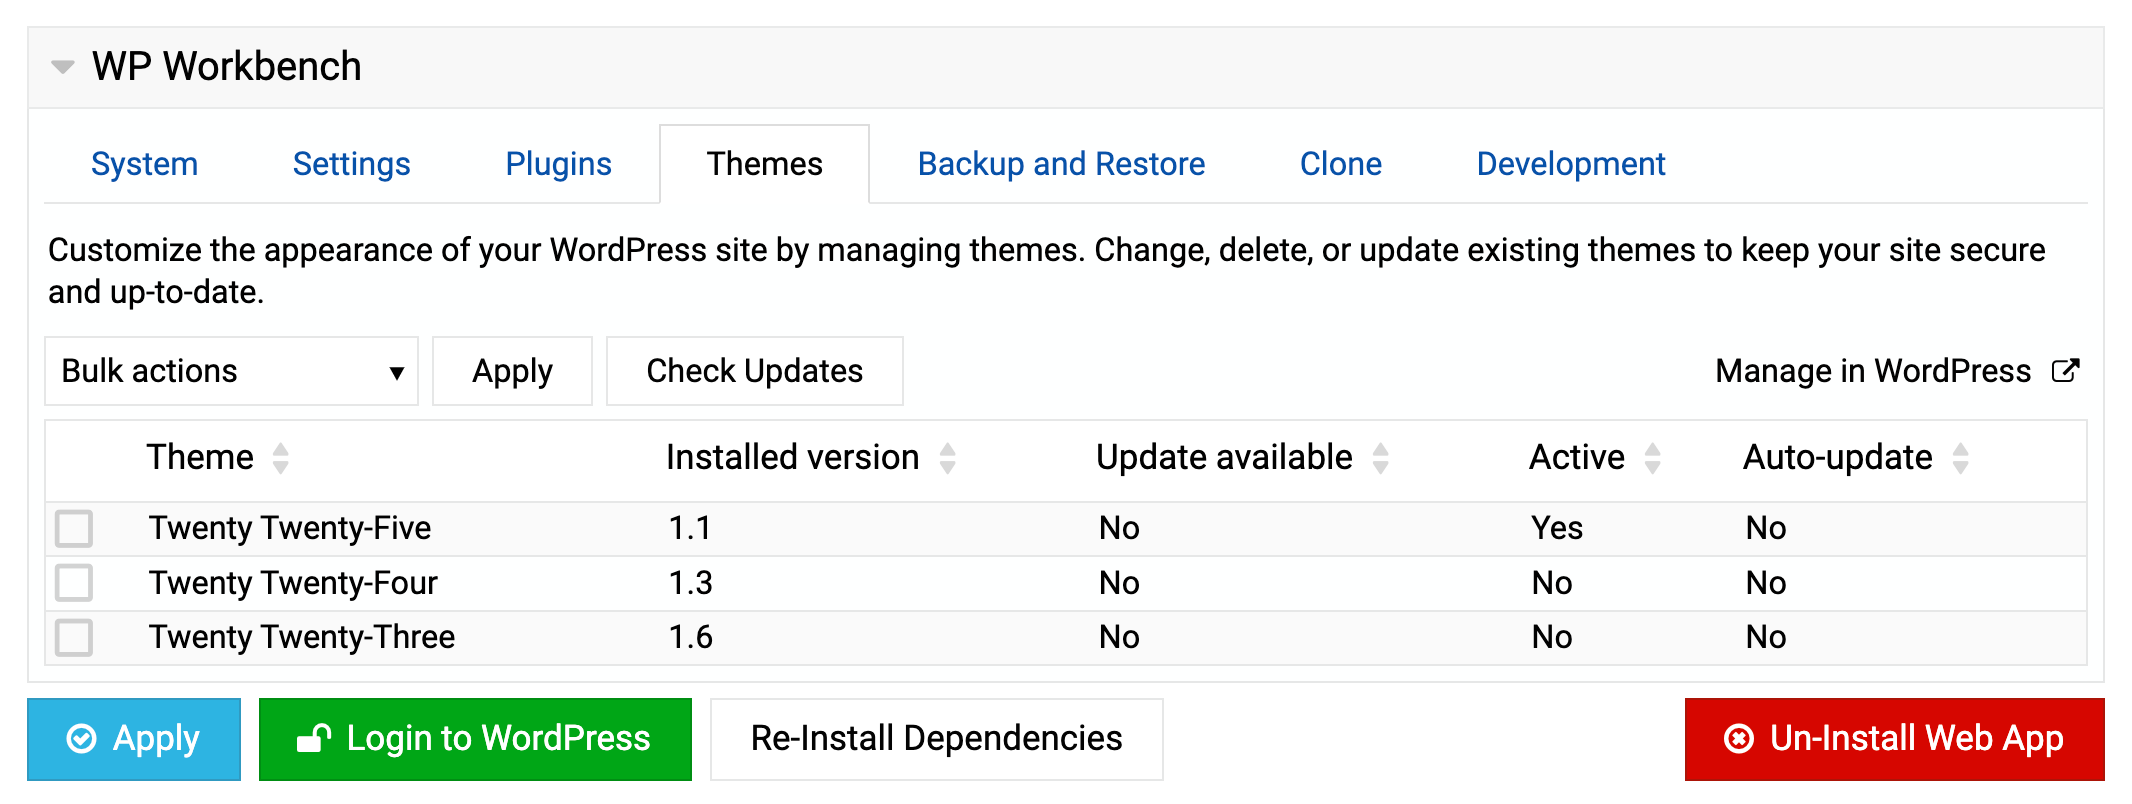 WP Workbench
System Settings Plugins Themes Backup and Restore Clone Development
Customize the appearance of your WordPress site by managing themes. Change, delete, or update existing themes to keep your site secure
and up-to-date.
Bulk actions Apply Check Updates Manage in WordPress
Theme Installed version Update available Active Auto-update
Twenty Twenty-Five 1.1 No Yes No
Twenty Twenty-Four 1.3 No No No
Twenty Twenty-Three 1.6 No No No
Apply Login to WordPress Re-Install Dependencies Un-Install Web App